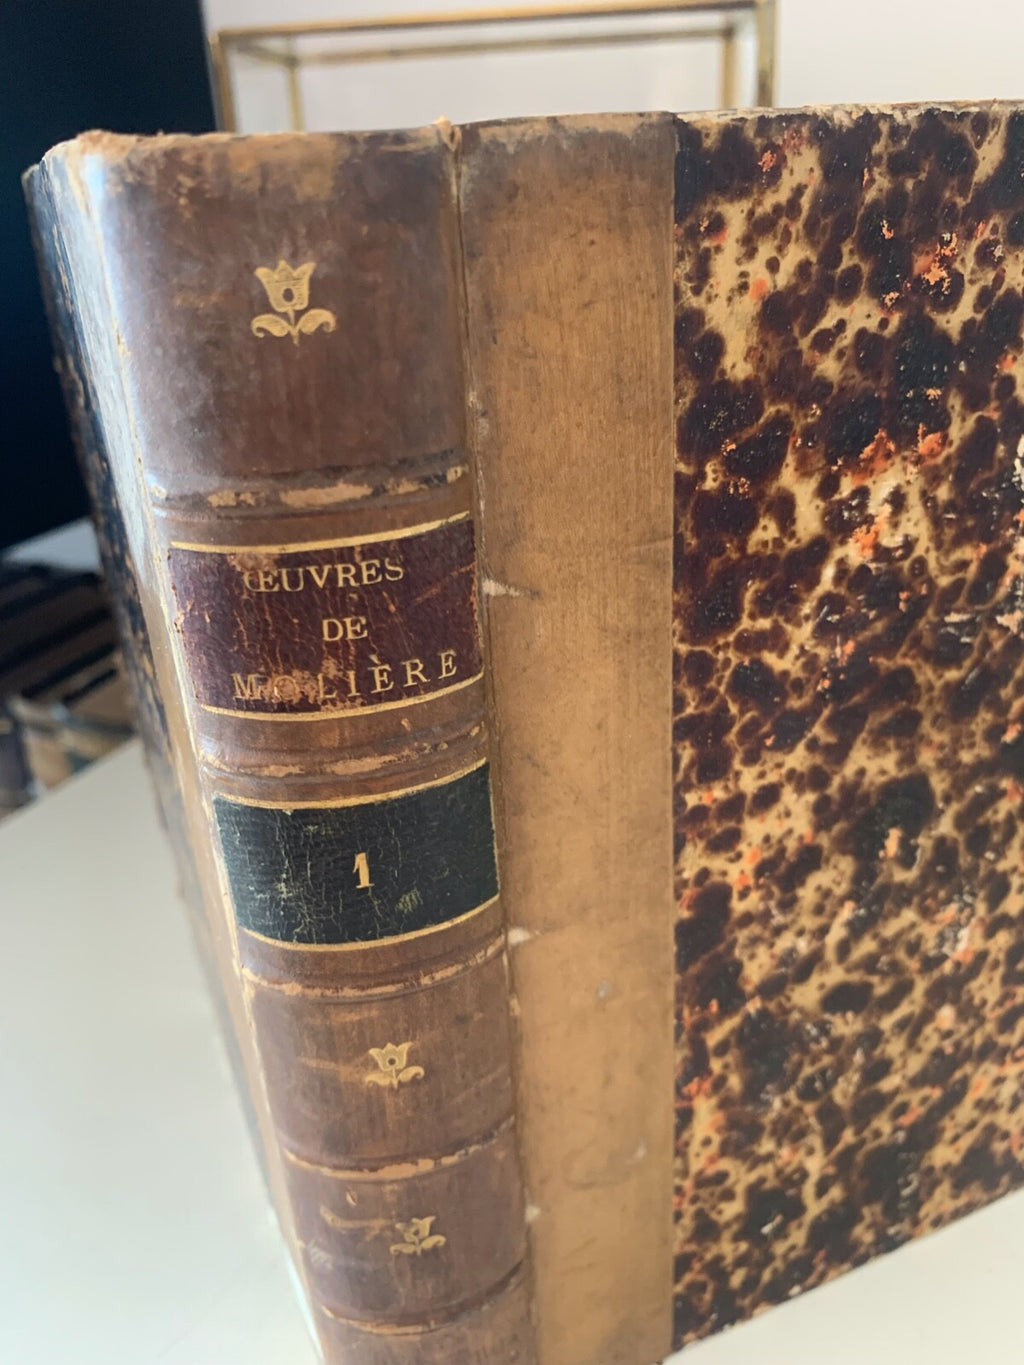 ŒUVRES
DE
MOLIÈRE
1